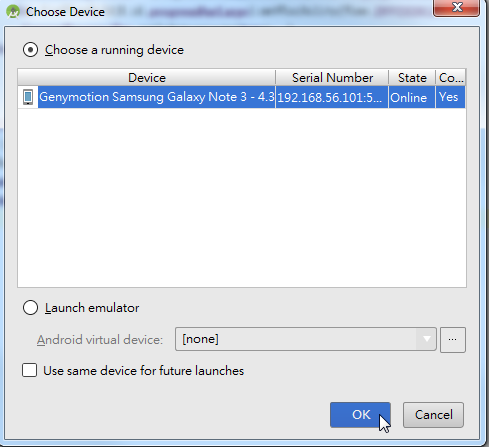 Choose Device
Choose a running device
Device Serial Number State Co...
Genymotion Samsung Galaxy Note 3 - 4.3 192.168.56.101:5... Online Yes
Launch emulator
Android virtual device: [none] ...
Use same device for future launches
OK Cancel